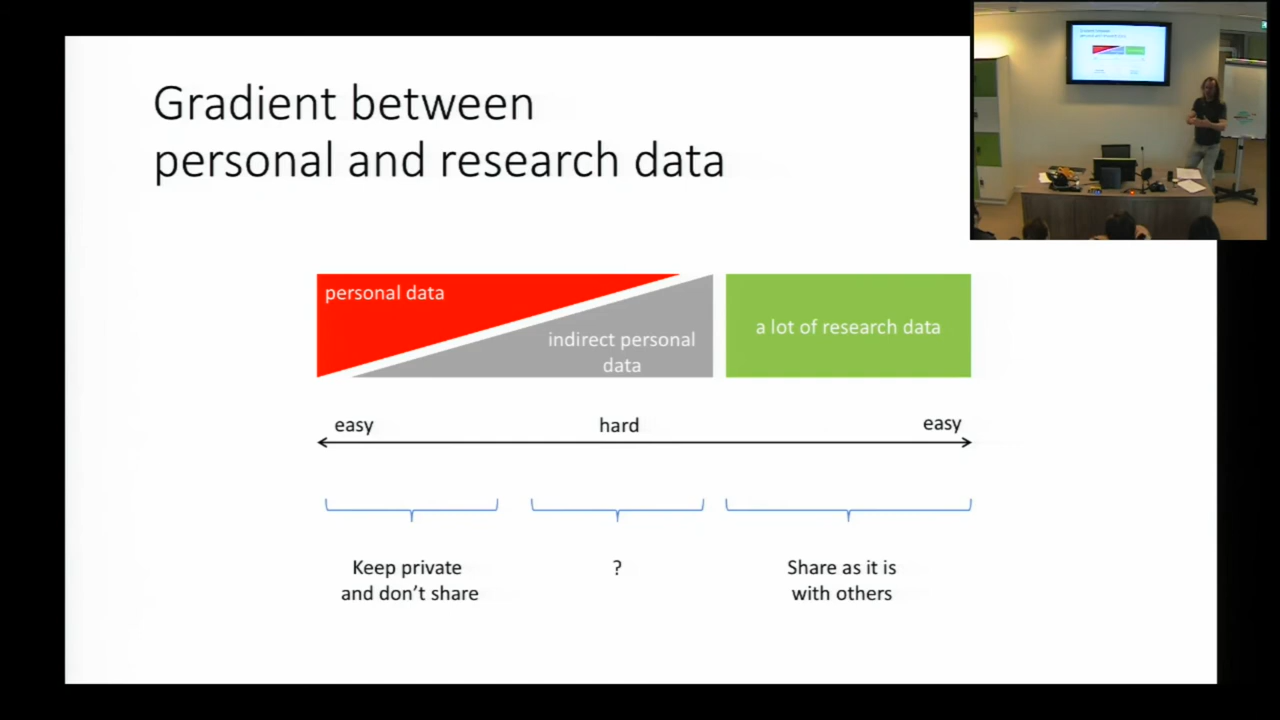 Gradient between
personal and research data
personal data
indirect personal
data
a lot of research data
easy
hard
easy
Keep private
and don't share
?
Share as it is
with others